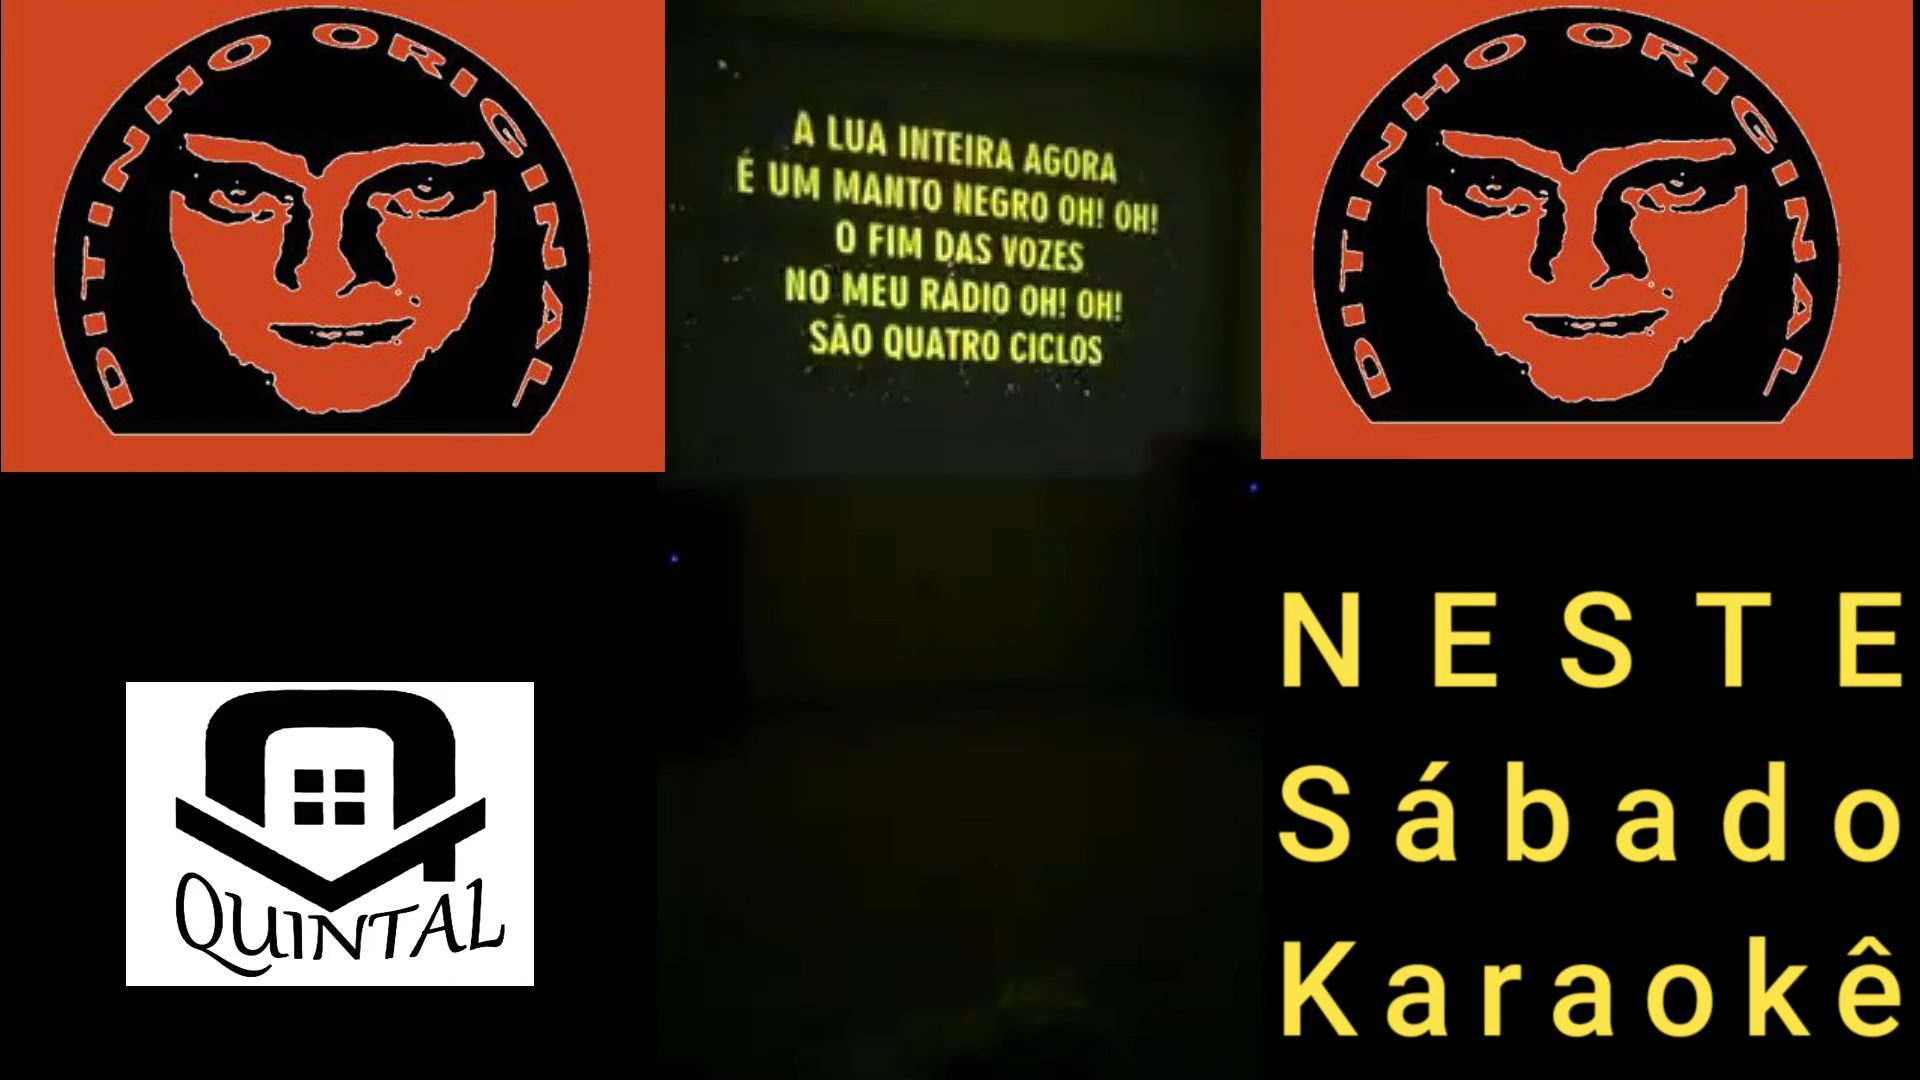 DITINHO ORIGINAL
A LUA INTEIRA AGORA
É UM MANTO NEGRO OH! OH!
O FIM DAS VOZES
NO MEU RÁDIO OH! OH!
SÃO QUATRO CICLOS
DITINHO ORIGINAL
QUINTAL
NESTE
Sábado
Karaokê